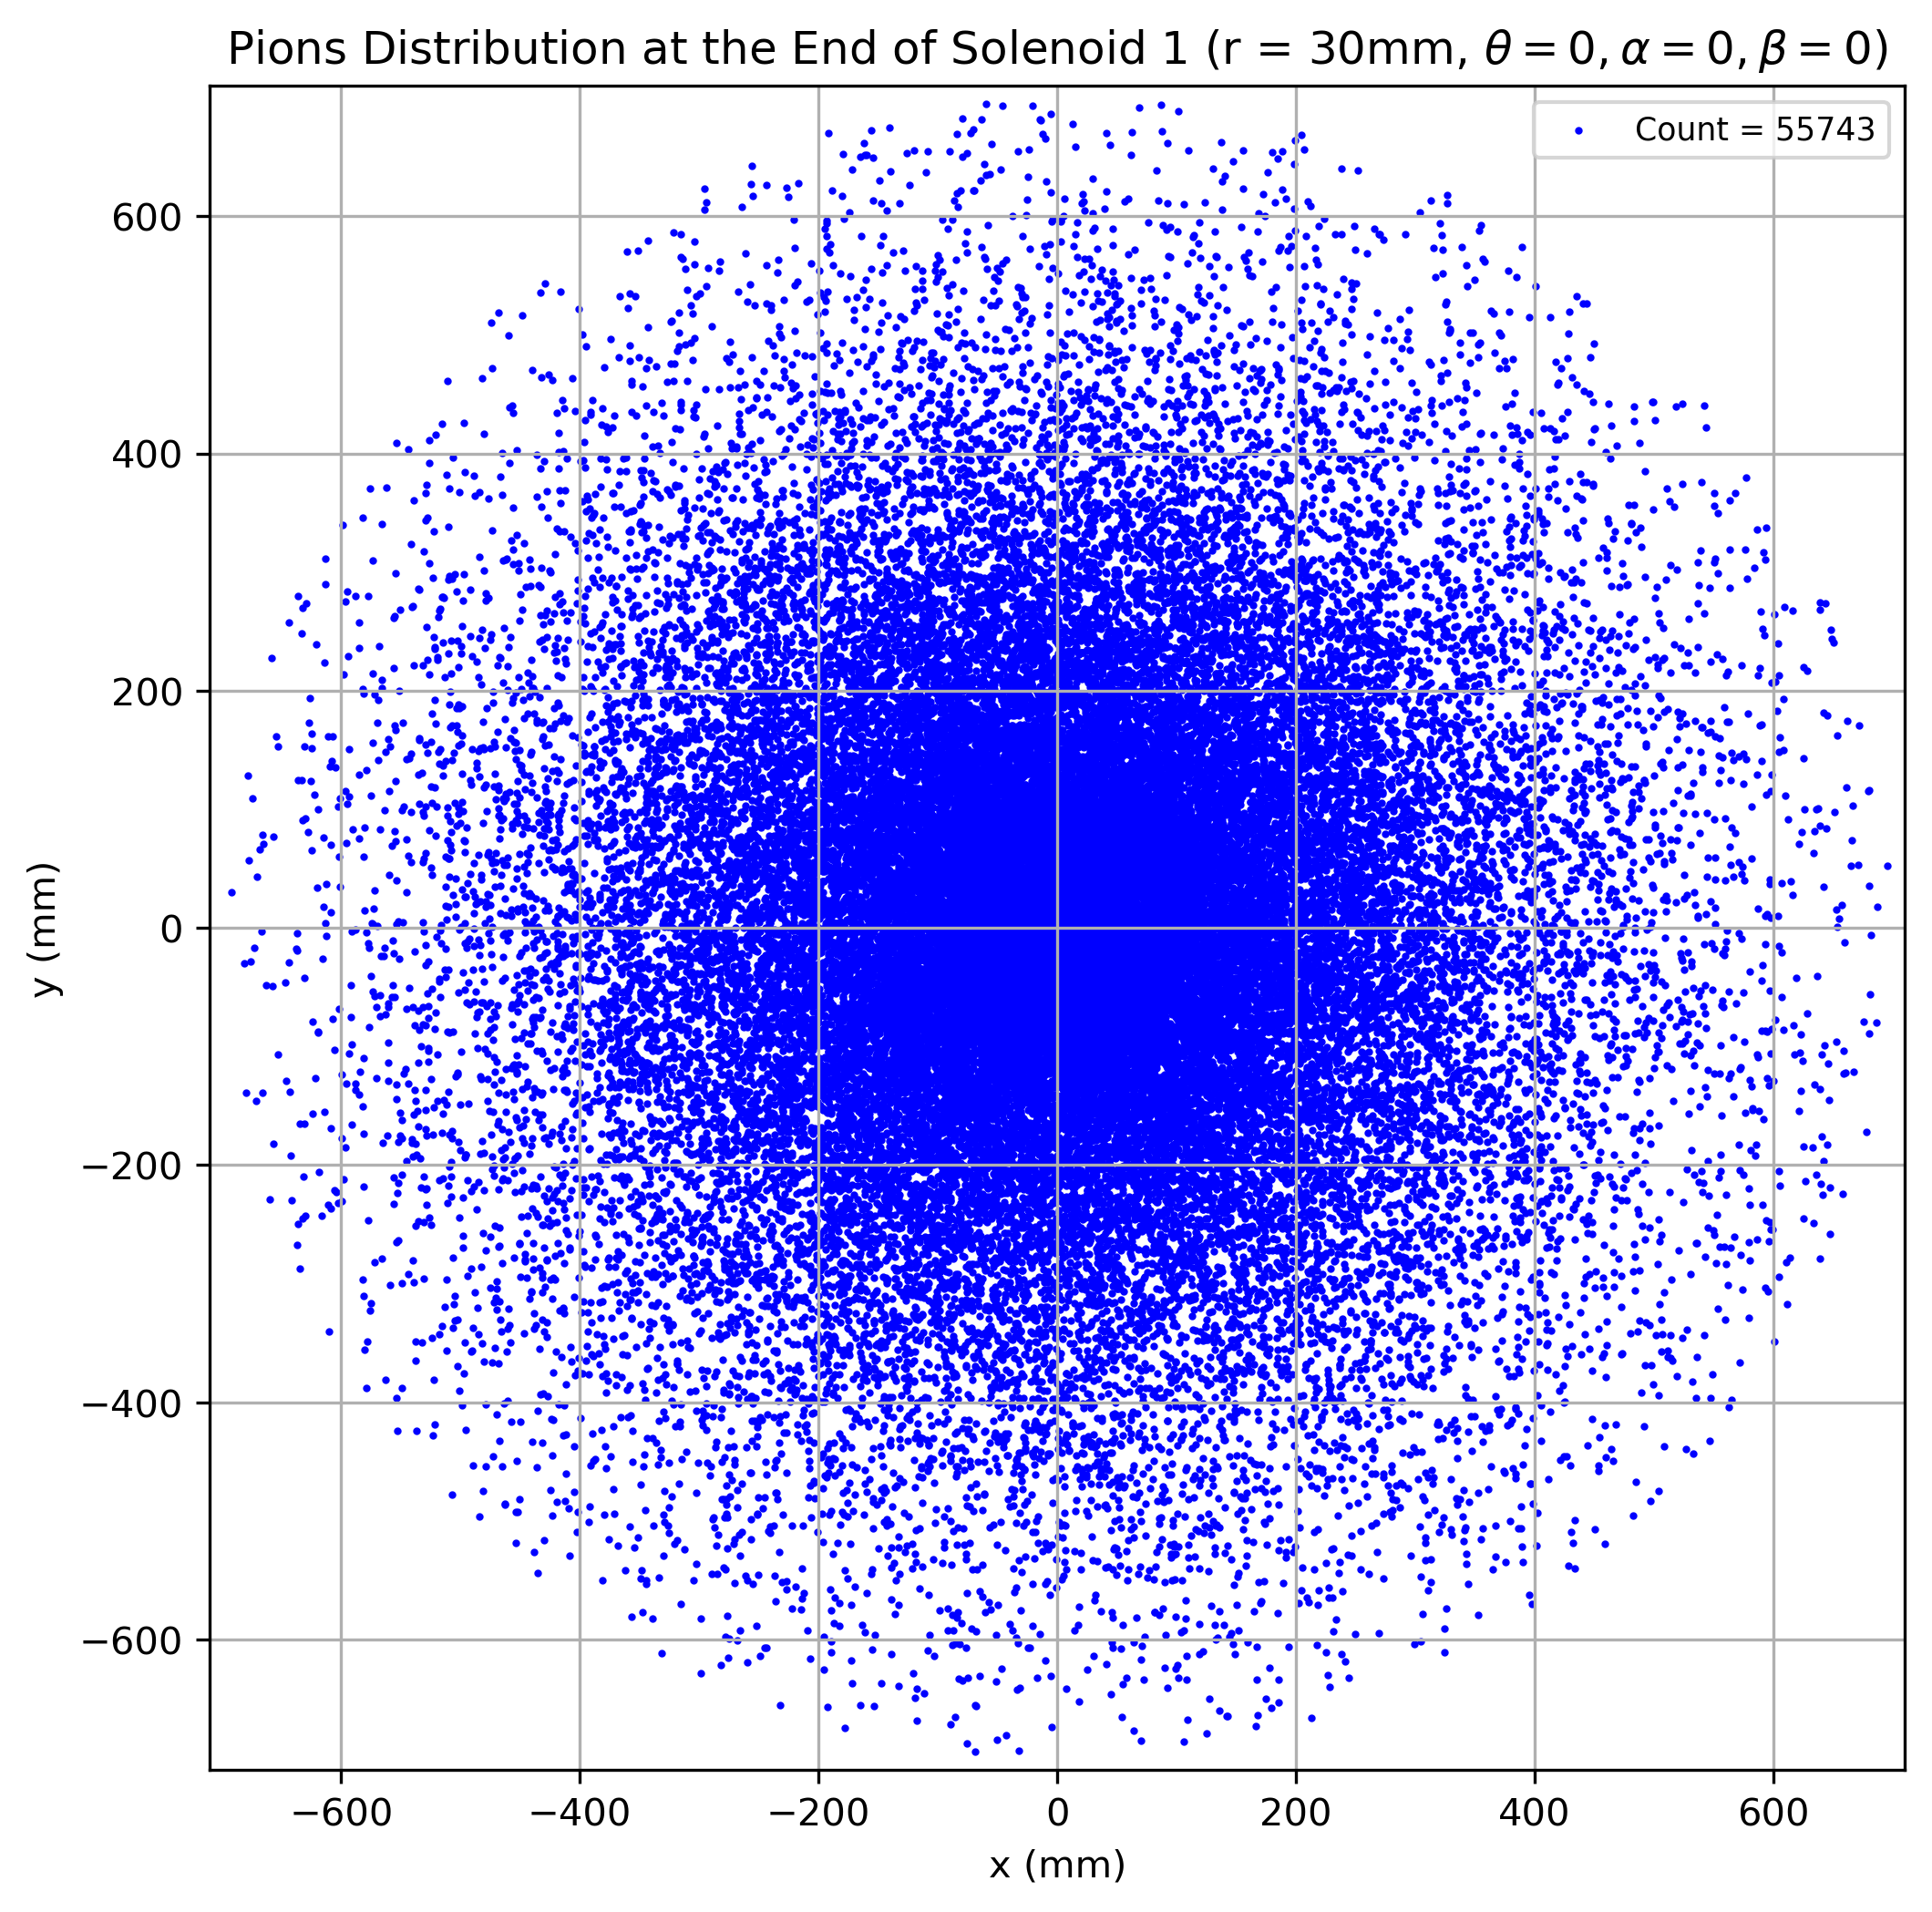 Pions Distribution at the End of Solenoid 1 (r = 30mm, θ = 0, α = 0, β = 0)
Count = 55743
600
400
200
0
−200
−400
−600
y (mm)
−600 −400 −200 0 200 400 600
x (mm)